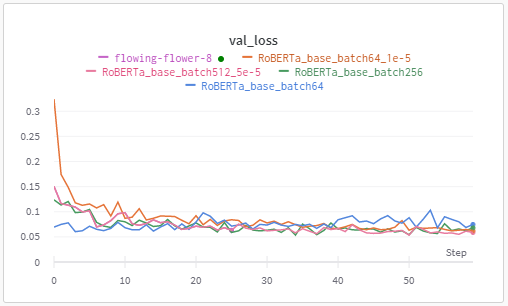 val_loss
flowing-flower-8 RoBERTa_base_batch64_1e-5
RoBERTa_base_batch512_5e-5 RoBERTa_base_batch256
RoBERTa_base_batch64
0.3
0.25
0.2
0.15
0.1
0.05
0
Step
0 10 20 30 40 50